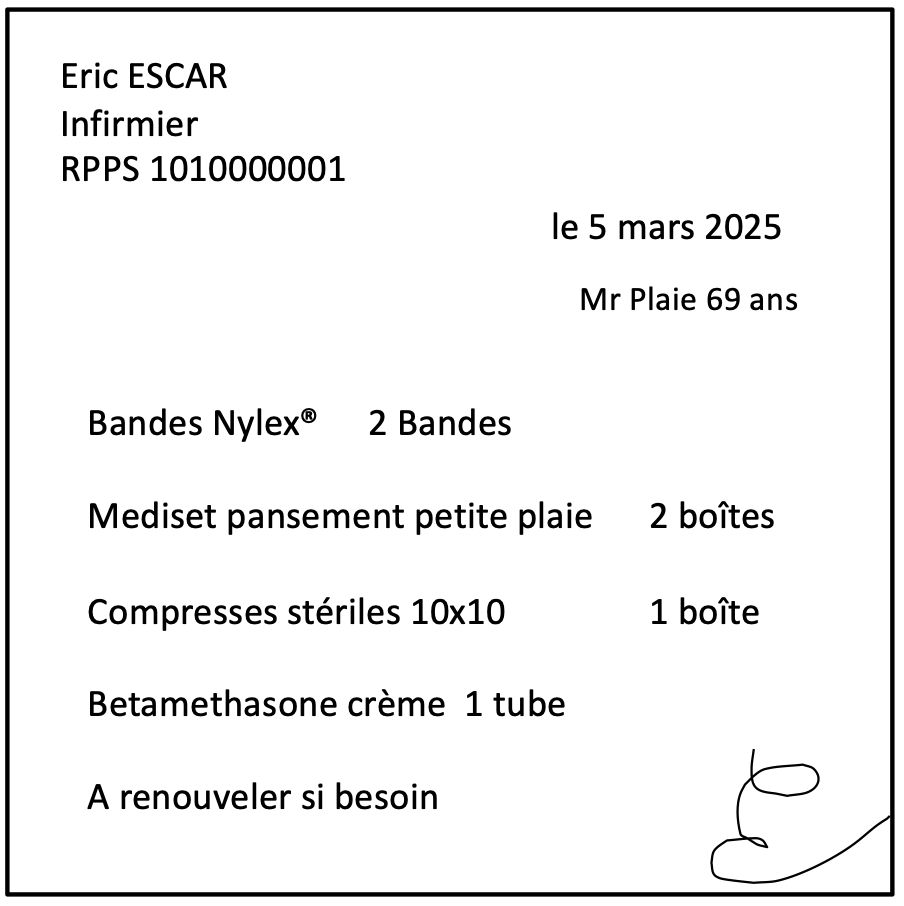 Eric ESCAR
Infirmier
RPPS 1010000001
le 5 mars 2025
Mr Plaie 69 ans
Bandes Nylex® 2 Bandes
Mediset pansement petite plaie 2 boîtes
Compresses stériles 10x10 1 boîte
Betamethasone crème 1 tube
A renouveler si besoin